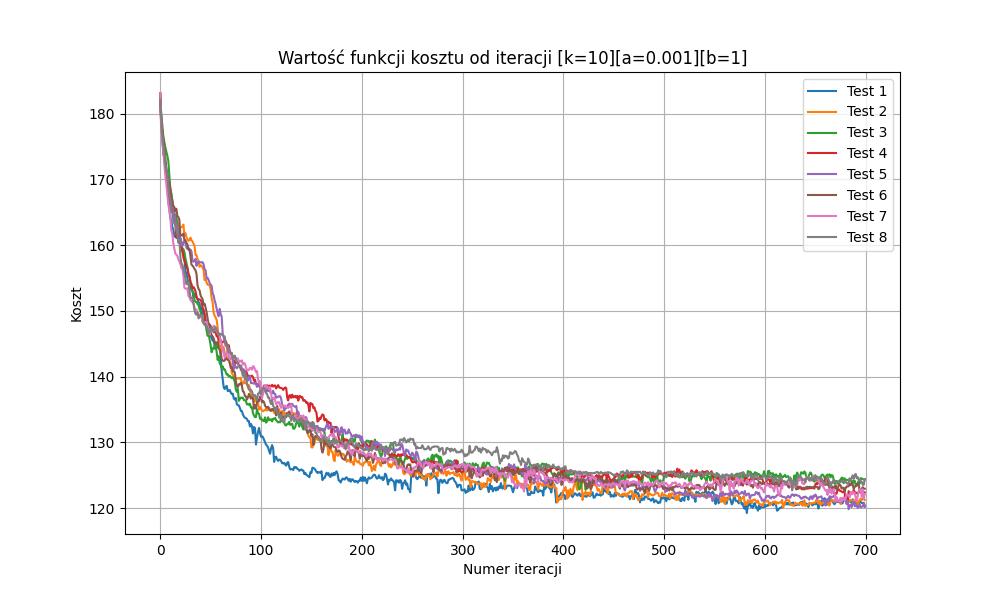 Wartość funkcji kosztu od iteracji [k=10][a=0.001][b=1]
Test 1
Test 2
Test 3
Test 4
Test 5
Test 6
Test 7
Test 8
180
170
160
150
140
130
120
Koszt
0 100 200 300 400 500 600 700
Numer iteracji